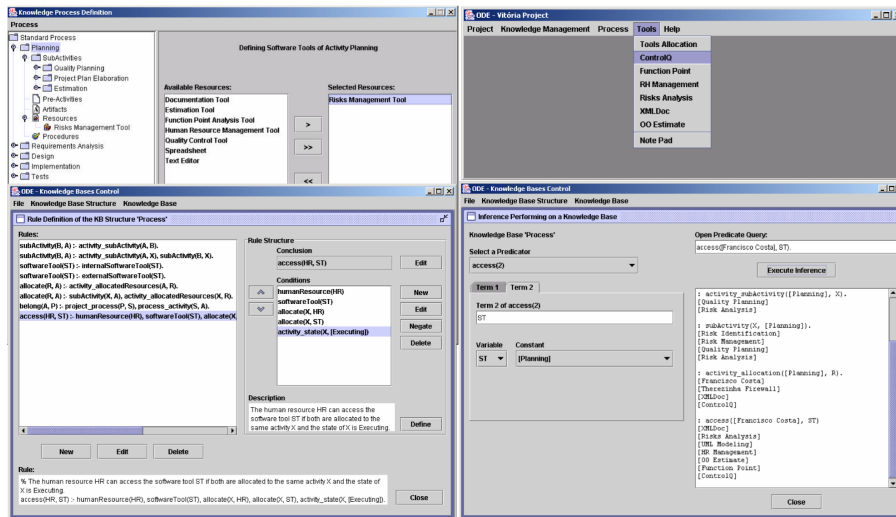 Knowledge Process Definition
Process
Standard Process
Planning
SubActivities
Quality Planning
Project Plan Elaboration
Estimation
Pre-Activities
Artifacts
Resources
Risks Management Tool
Procedures
Requirements Analysis
Design
Implementation
Tests
Defining Software Tools of Activity Planning
Available Resources:
Documentation Tool
Estimation Tool
Function Point Analysis Tool
Human Resource Management Tool
Quality Control Tool
Spreadsheet
Text Editor
>
>>
<<
Selected Resources:
Risks Management Tool
ODE - Vitória Project
Project Knowledge Management Process Tools Help
Tools Allocation
ControlQ
Function Point
RH Management
Risks Analysis
XMLDoc
OO Estimate
Note Pad
ODE - Knowledge Bases Control
File Knowledge Base Structure Knowledge Base
Rule Definition of the KB Structure 'Process'
Rules:
subActivity(B, A) :- activity_subActivity(A, B).
subActivity(B, A) :- activity_subActivity(A, X), subActivity(B, X).
softwareTool(ST) :- internalSoftwareTool(ST).
softwareTool(ST) :- externalSoftwareTool(ST).
allocate(R, A) :- activity_allocatedResources(A, R).
allocate(R, A) :- subActivity(X, A), activity_allocatedResources(X, R).
belong(A, P) :- project_process(P, S), process_activity(S, A).
access(HR, ST) :- humanResource(HR), softwareTool(ST), allocate(X,
New Edit Delete
Rule Structure
Conclusion
access(HR, ST)
Edit
Conditions
humanResource(HR)
softwareTool(ST)
allocate(X, HR)
allocate(X, ST)
activity_state(X, [Executing])
New
Edit
Negate
Delete
Description
The human resource HR can access the
software tool ST if both are allocated to the
same activity X and the state of X is Executing.
Define
Rule:
% The human resource HR can access the software tool ST if both are allocated to the same activity X and the state of
X is Executing.
access(HR, ST) :- humanResource(HR), softwareTool(ST), allocate(X, HR), allocate(X, ST), activity_state(X, [Executing]).
Close
ODE - Knowledge Bases Control
File Knowledge Base Structure Knowledge Base
Inference Performing on a Knowledge Base
Knowledge Base 'Process'
Select a Predicator
access(2)
Term 1 Term 2
Term 2 of access(2)
ST
Variable Constant
ST [Planning]
Open Predicate Query:
access([Francisco Costa], ST).
Execute Inference
: activity_subActivity([Planning], X).
[Quality Planning]
[Risk Analysis]
: subActivity(X, [Planning]).
[Risk Identification]
[Risk Management]
[Quality Planning]
[Risk Analysis]
: activity_allocation([Planning], R).
[Francisco Costa]
[Therezinha Firewall]
[XMLDoc]
[ControlQ]
: access([Francisco Costa], ST)
[XMLDoc]
[Risks Analysis]
[UML Modeling]
[HR Management]
[OO Estimate]
[Function Point]
[ControlQ]
Close